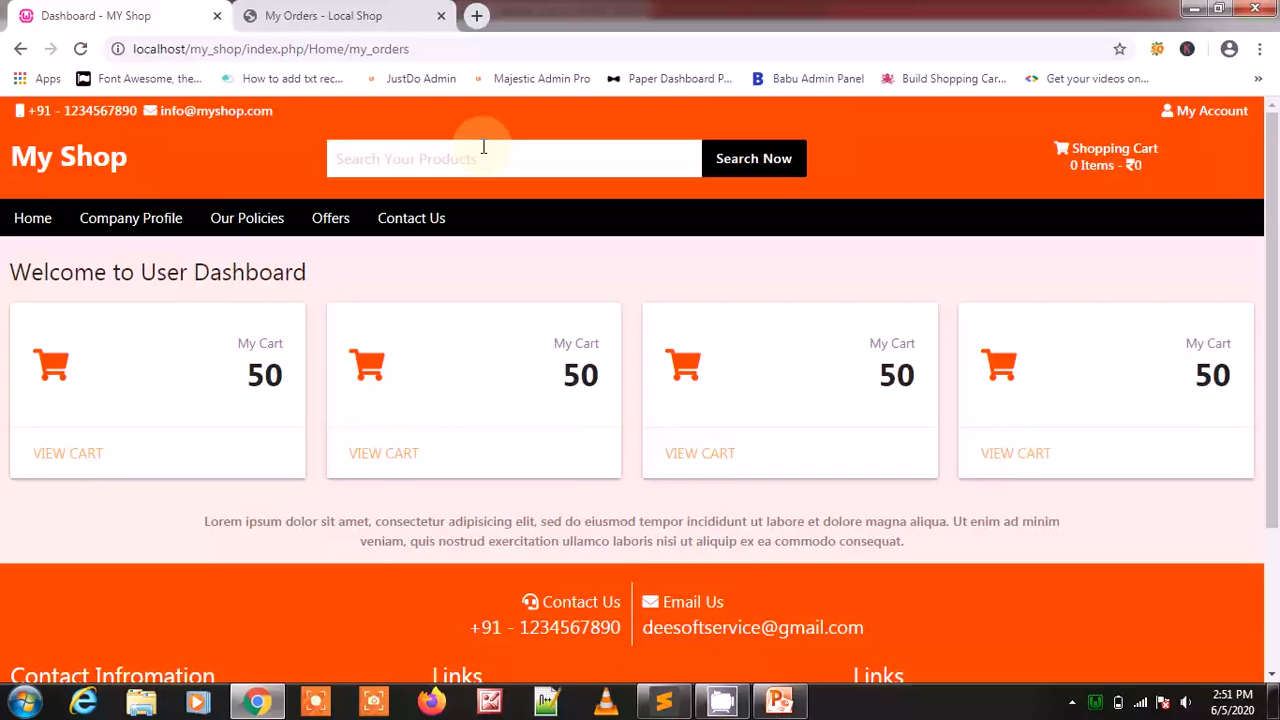 Dashboard - MY Shop
My Orders - Local Shop
localhost/my_shop/index.php/Home/my_orders
Apps
Font Awesome, the...
How to add txt rec...
JustDo Admin
Majestic Admin Pro
Paper Dashboard P...
Babu Admin Panel
Build Shopping Car...
Get your videos on...
+91 - 1234567890 info@myshop.com
My Account
My Shop
Search Your Products
Search Now
Shopping Cart
0 Items - ₹0
Home Company Profile Our Policies Offers Contact Us
Welcome to User Dashboard
My Cart
50
VIEW CART
My Cart
50
VIEW CART
My Cart
50
VIEW CART
My Cart
50
VIEW CART
Lorem ipsum dolor sit amet, consectetur adipisicing elit, sed do eiusmod tempor incididunt ut labore et dolore magna aliqua. Ut enim ad minim
veniam, quis nostrud exercitation ullamco laboris nisi ut aliquip ex ea commodo consequat.
Contact Us
+91 - 1234567890
Email Us
deesoftservice@gmail.com
Contact Infromation
Links
Links
2:51 PM
6/5/2020